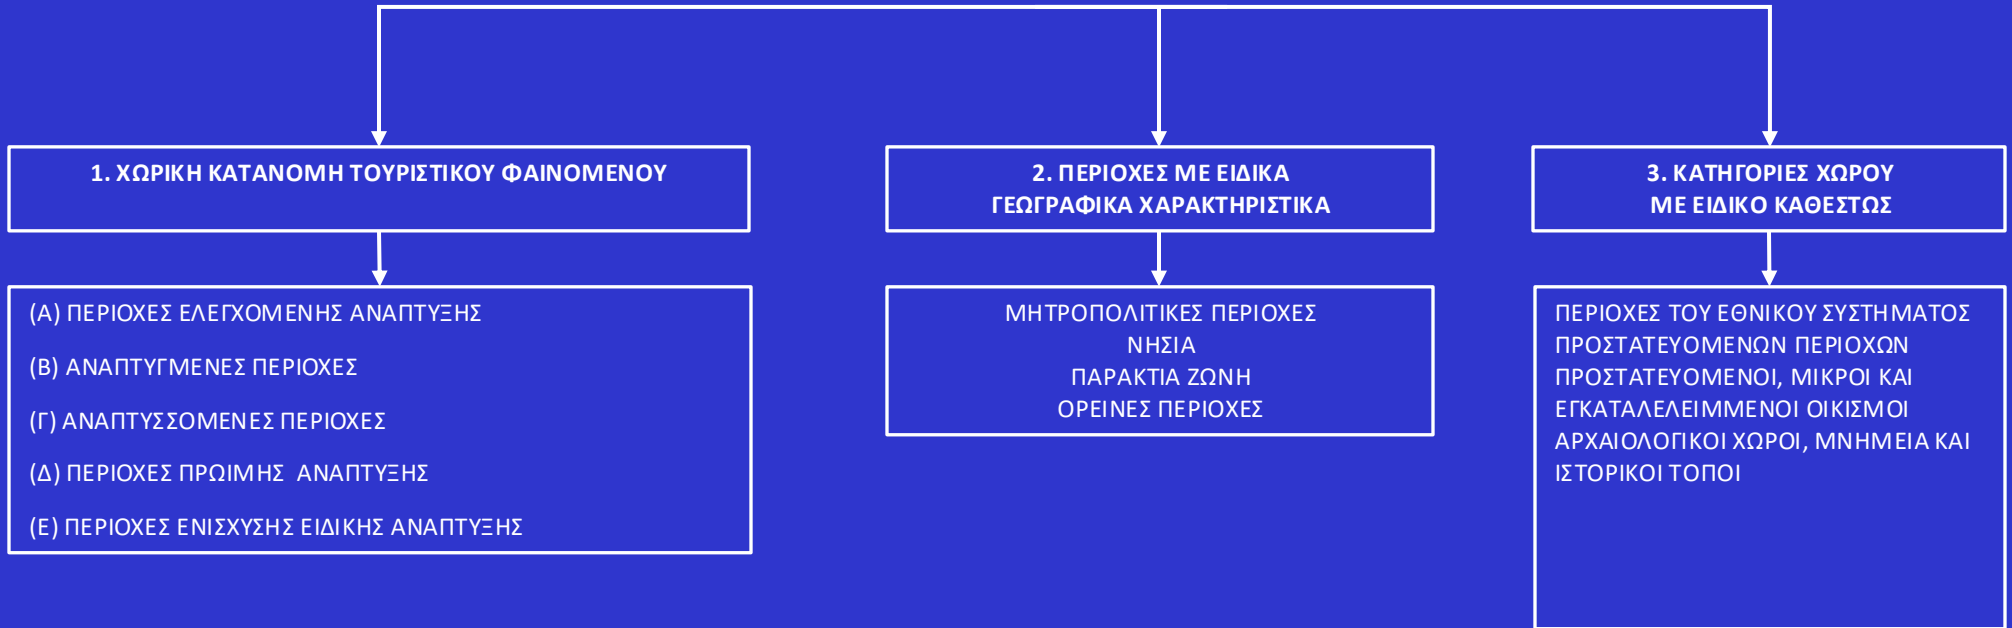 1. ΧΩΡΙΚΗ ΚΑΤΑΝΟΜΗ ΤΟΥΡΙΣΤΙΚΟΥ ΦΑΙΝΟΜΕΝΟΥ
(Α) ΠΕΡΙΟΧΕΣ ΕΛΕΓΧΟΜΕΝΗΣ ΑΝΑΠΤΥΞΗΣ
(Β) ΑΝΑΠΤΥΓΜΕΝΕΣ ΠΕΡΙΟΧΕΣ
(Γ) ΑΝΑΠΤΥΣΣΟΜΕΝΕΣ ΠΕΡΙΟΧΕΣ
(Δ) ΠΕΡΙΟΧΕΣ ΠΡΩΙΜΗΣ ΑΝΑΠΤΥΞΗΣ
(Ε) ΠΕΡΙΟΧΕΣ ΕΝΙΣΧΥΣΗΣ ΕΙΔΙΚΗΣ ΑΝΑΠΤΥΞΗΣ
2. ΠΕΡΙΟΧΕΣ ΜΕ ΕΙΔΙΚΑ
ΓΕΩΓΡΑΦΙΚΑ ΧΑΡΑΚΤΗΡΙΣΤΙΚΑ
ΜΗΤΡΟΠΟΛΙΤΙΚΕΣ ΠΕΡΙΟΧΕΣ
ΝΗΣΙΑ
ΠΑΡΑΚΤΙΑ ΖΩΝΗ
ΟΡΕΙΝΕΣ ΠΕΡΙΟΧΕΣ
3. ΚΑΤΗΓΟΡΙΕΣ ΧΩΡΟΥ
ΜΕ ΕΙΔΙΚΟ ΚΑΘΕΣΤΩΣ
ΠΕΡΙΟΧΕΣ ΤΟΥ ΕΘΝΙΚΟΥ ΣΥΣΤΗΜΑΤΟΣ
ΠΡΟΣΤΑΤΕΥΟΜΕΝΩΝ ΠΕΡΙΟΧΩΝ
ΠΡΟΣΤΑΤΕΥΟΜΕΝΟΙ, ΜΙΚΡΟΙ ΚΑΙ
ΕΓΚΑΤΑΛΕΛΕΙΜΜΕΝΟΙ ΟΙΚΙΣΜΟΙ
ΑΡΧΑΙΟΛΟΓΙΚΟΙ ΧΩΡΟΙ, ΜΝΗΜΕΙΑ ΚΑΙ
ΙΣΤΟΡΙΚΟΙ ΤΟΠΟΙ